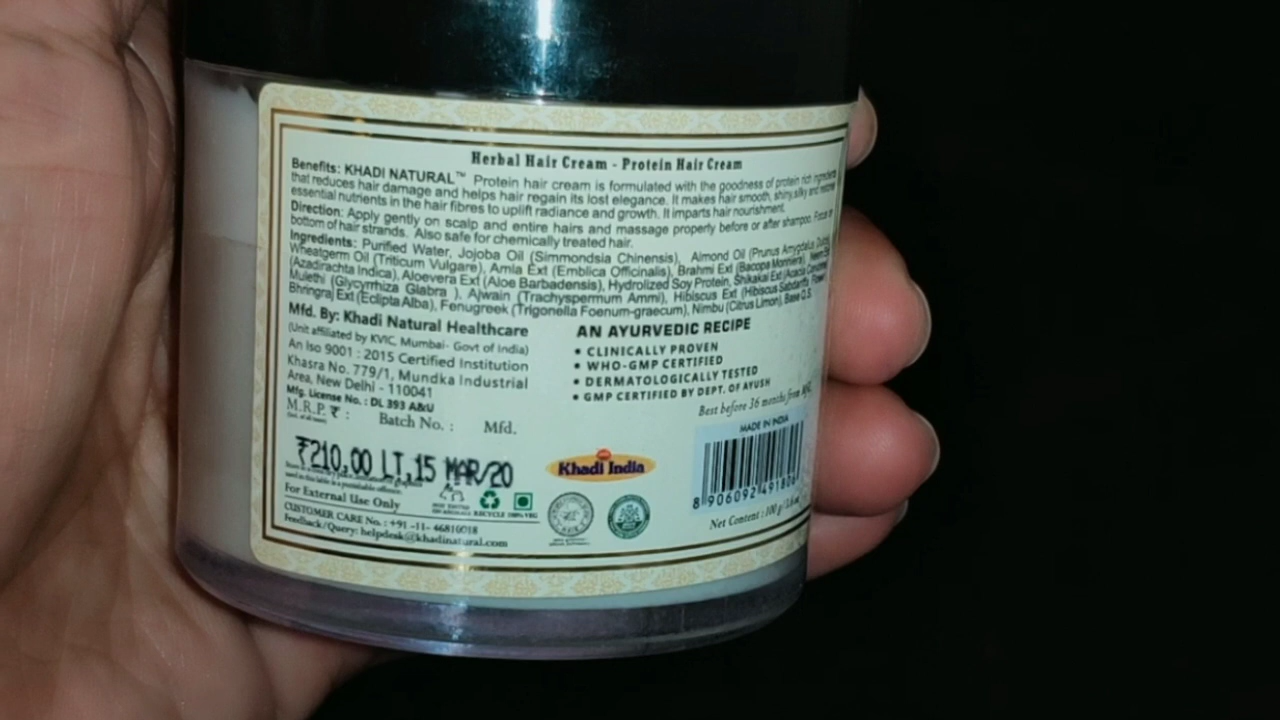 Herbal Hair Cream - Protein Hair Cream
Benefits: KHADI NATURAL™ Protein hair cream is formulated with the goodness of protein rich ingredients
that reduces hair damage and helps hair regain its lost elegance. It makes hair smooth, shiny, silky and restore
essential nutrients in the hair fibres to uplift radiance and growth. It imparts hair nourishment.
Direction: Apply gently on scalp and entire hairs and massage properly before or after shampoo. Focus on
bottom of hair strands. Also safe for chemically treated hair.
Ingredients: Purified Water, Jojoba Oil (Simmondsia Chinensis), Almond Oil (Prunus Amygdalus
Wheatgerm Oil (Triticum Vulgare), Amla Ext (Emblica Officinalis), Brahmi Ext (Bacopa Monniera), Neem
(Azadirachta Indica), Aloevera Ext (Aloe Barbadensis), Hydrolized Soy Protein, Shikakai Ext (Acacia
Mulethi (Glycyrrhiza Glabra ), Ajwain (Trachyspermum Ammi), Hibiscus Ext (Hibiscus Sabdariffa
Bhringraj Ext (Eclipta Alba), Fenugreek (Trigonella Foenum-graecum), Nimbu (Citrus Limon), Base Q.S.
Mfd. By: Khadi Natural Healthcare
(Unit affiliated by KVIC, Mumbai- Govt of India)
An Iso 9001 : 2015 Certified Institution
Khasra No. 779/1, Mundka Industrial
Area, New Delhi - 110041
Mfg. License No. : DL 393 A&U
M.R.P. ₹ : Batch No. : Mfd.
₹210,00 LT,15 MAR/20
For External Use Only
CUSTOMER CARE No. : +91 -11- 46810018
Feedback/Query: helpdesk@khadinatural.com
AN AYURVEDIC RECIPE
• CLINICALLY PROVEN
• WHO-GMP CERTIFIED
• DERMATOLOGICALLY TESTED
• GMP CERTIFIED BY DEPT. OF AYUSH
Best before 36 months from
MADE IN INDIA
8 906092 491806
Net Content : 100 g
Khadi India
RECYCLE 100% VEG